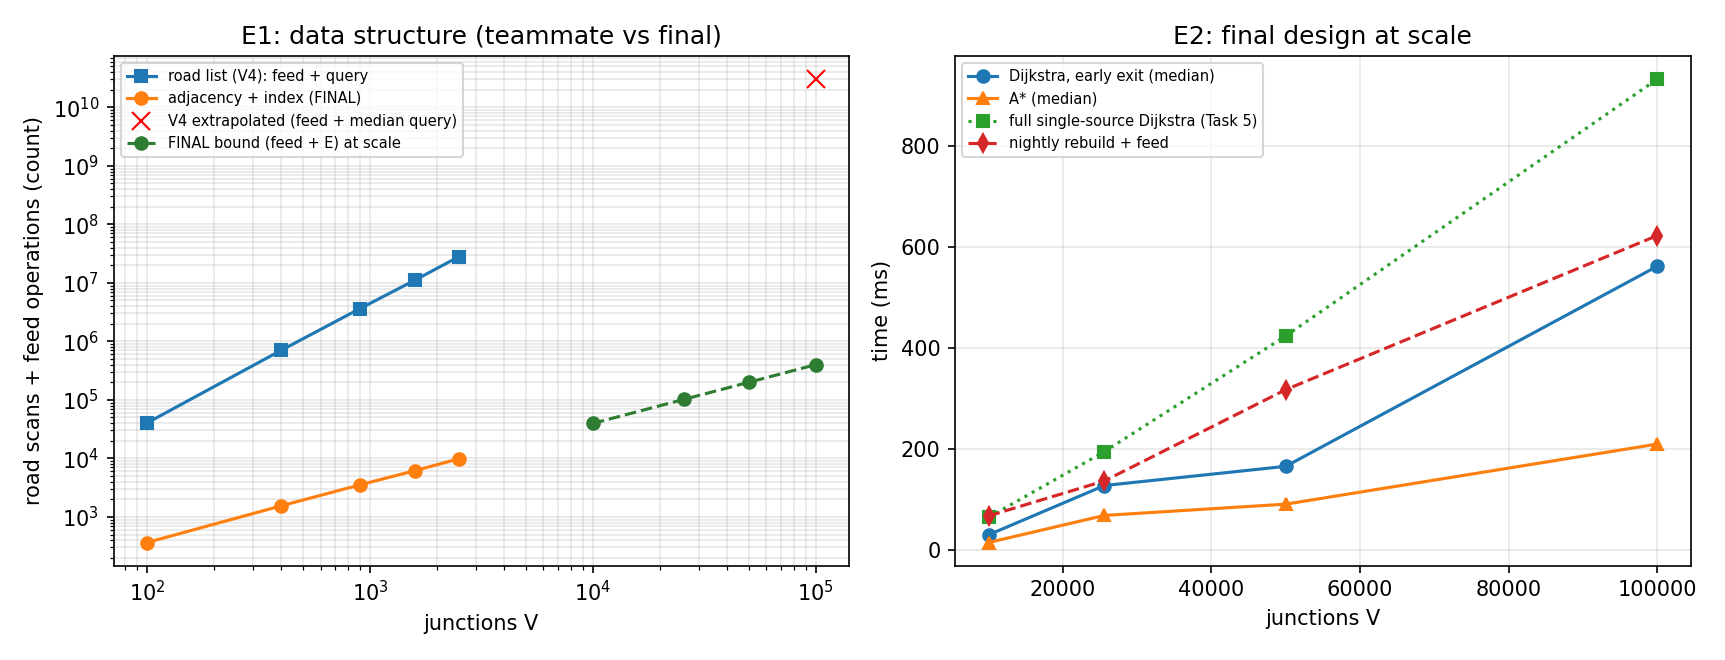 E1: data structure (teammate vs final)
road list (V4): feed + query
adjacency + index (FINAL)
V4 extrapolated (feed + median query)
FINAL bound (feed + E) at scale
road scans + feed operations (count)
10^10
10^9
10^8
10^7
10^6
10^5
10^4
10^3
10^2
10^3
10^4
10^5
junctions V
E2: final design at scale
Dijkstra, early exit (median)
A* (median)
full single-source Dijkstra (Task 5)
nightly rebuild + feed
time (ms)
800
600
400
200
0
20000
40000
60000
80000
100000
junctions V